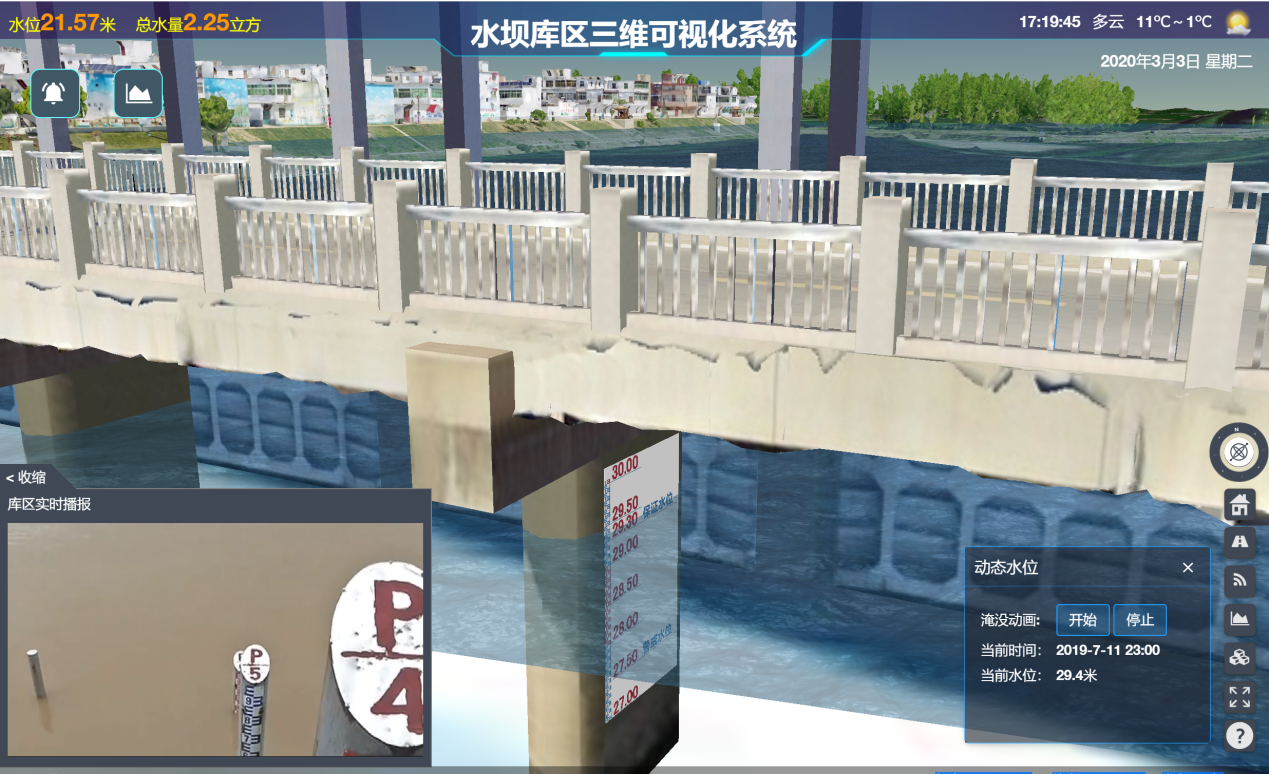 水位21.57米 总水量2.25立方
水坝库区三维可视化系统
17:19:45 多云 11℃~1℃
2020年3月3日 星期二
N
<收缩
库区实时播报
P
5
P
4
30.00
29.50 保证水位
29.30
29.00
28.50
28.00
27.50 警戒水位
27.00
动态水位 ×
淹没动画: 开始 停止
当前时间: 2019-7-11 23:00
当前水位: 29.4米
?